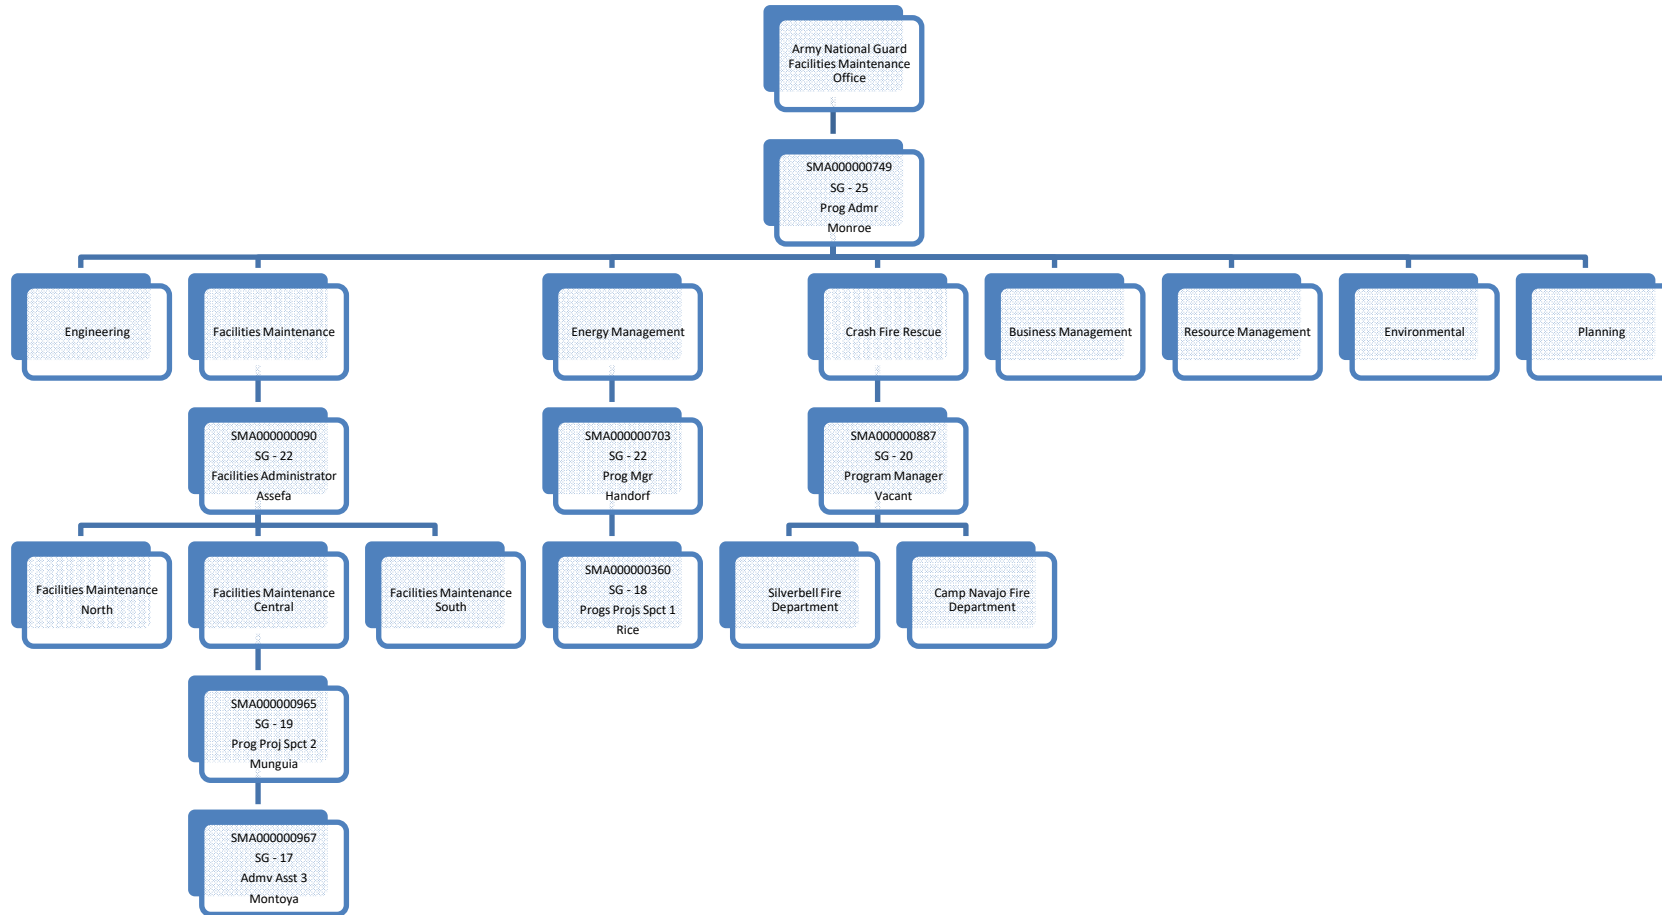 Army National Guard
Facilities Maintenance
Office
SMA000000749
SG - 25
Prog Admr
Monroe
Engineering
Facilities Maintenance
Energy Management
Crash Fire Rescue
Business Management
Resource Management
Environmental
Planning
SMA000000090
SG - 22
Facilities Administrator
Assefa
SMA000000703
SG - 22
Prog Mgr
Handorf
SMA000000887
SG - 20
Program Manager
Vacant
Facilities Maintenance
North
Facilities Maintenance
Central
Facilities Maintenance
South
SMA000000360
SG - 18
Progs Projs Spct 1
Rice
Silverbell Fire
Department
Camp Navajo Fire
Department
SMA000000965
SG - 19
Prog Proj Spct 2
Munguia
SMA000000967
SG - 17
Admv Asst 3
Montoya